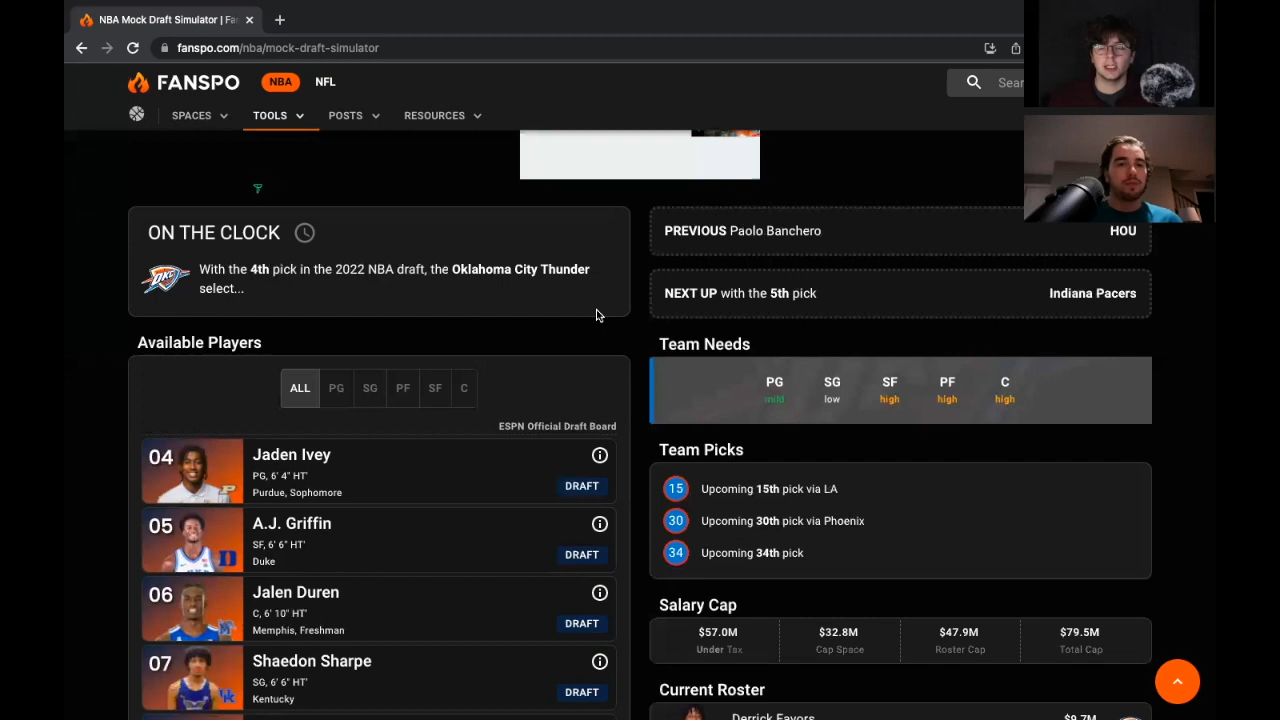 NBA Mock Draft Simulator | Fa
fanspo.com/nba/mock-draft-simulator
FANSPO NBA NFL
Sear
SPACES TOOLS POSTS RESOURCES
ON THE CLOCK
With the 4th pick in the 2022 NBA draft, the Oklahoma City Thunder
select...
OKC
PREVIOUS Paolo Banchero HOU
NEXT UP with the 5th pick Indiana Pacers
Available Players
ALL PG SG PF SF C
ESPN Official Draft Board
04 Jaden Ivey
PG, 6' 4" HT'
Purdue, Sophomore
DRAFT
05 A.J. Griffin
SF, 6' 6" HT'
Duke
DRAFT
06 Jalen Duren
C, 6' 10" HT'
Memphis, Freshman
DRAFT
07 Shaedon Sharpe
SG, 6' 6" HT'
Kentucky
DRAFT
Team Needs
PG SG SF PF C
mild low high high high
Team Picks
15 Upcoming 15th pick via LA
30 Upcoming 30th pick via Phoenix
34 Upcoming 34th pick
Salary Cap
$57.0M $32.8M $47.9M $79.5M
Under Tax Cap Space Roster Cap Total Cap
Current Roster
Derrick Favors $9.7M